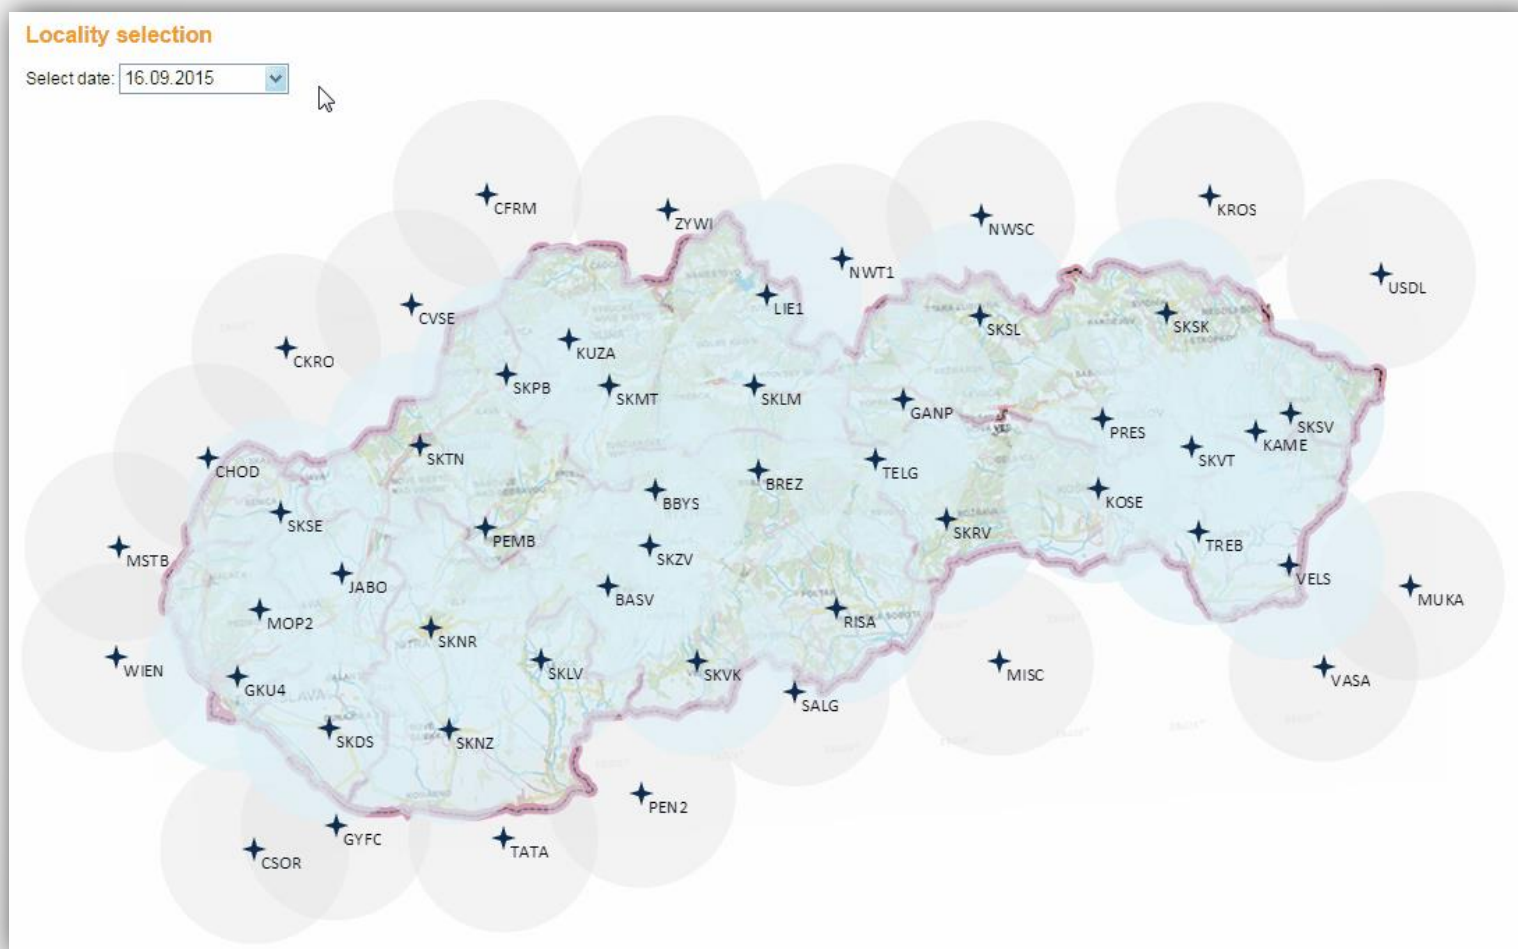 Locality selection
Select date: 16.09.2015
CFRM
ZYWI
KROS
NWSC
NWT1
USDL
LIE1
CVSE
SKSL
SKSK
CKRO
KUZA
SKPB
SKMT
SKLM
GANP
SKSV
PRES
KAME
SKTN
CHOD
SKVT
TELG
BREZ
BBYS
KOSE
SKSE
SKRV
PEMB
TREB
MSTB
SKZV
VELS
JABO
BASV
MUKA
MOP2
RISA
SKNR
WIEN
SKLV
SKVK
MISC
VASA
GKU4
SALG
SKDS
SKNZ
PEN2
GYFC
TATA
CSOR